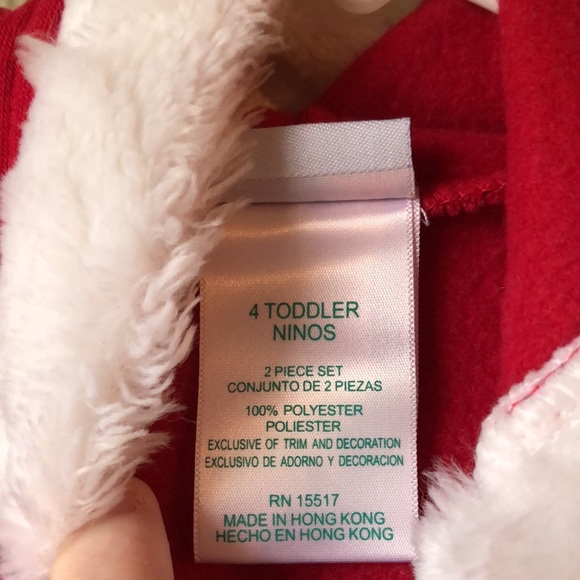 4 TODDLER
NINOS
2 PIECE SET
CONJUNTO DE 2 PIEZAS
100% POLYESTER
POLIESTER
EXCLUSIVE OF TRIM AND DECORATION
EXCLUSIVO DE ADORNO Y DECORACION
RN 15517
MADE IN HONG KONG
HECHO EN HONG KONG